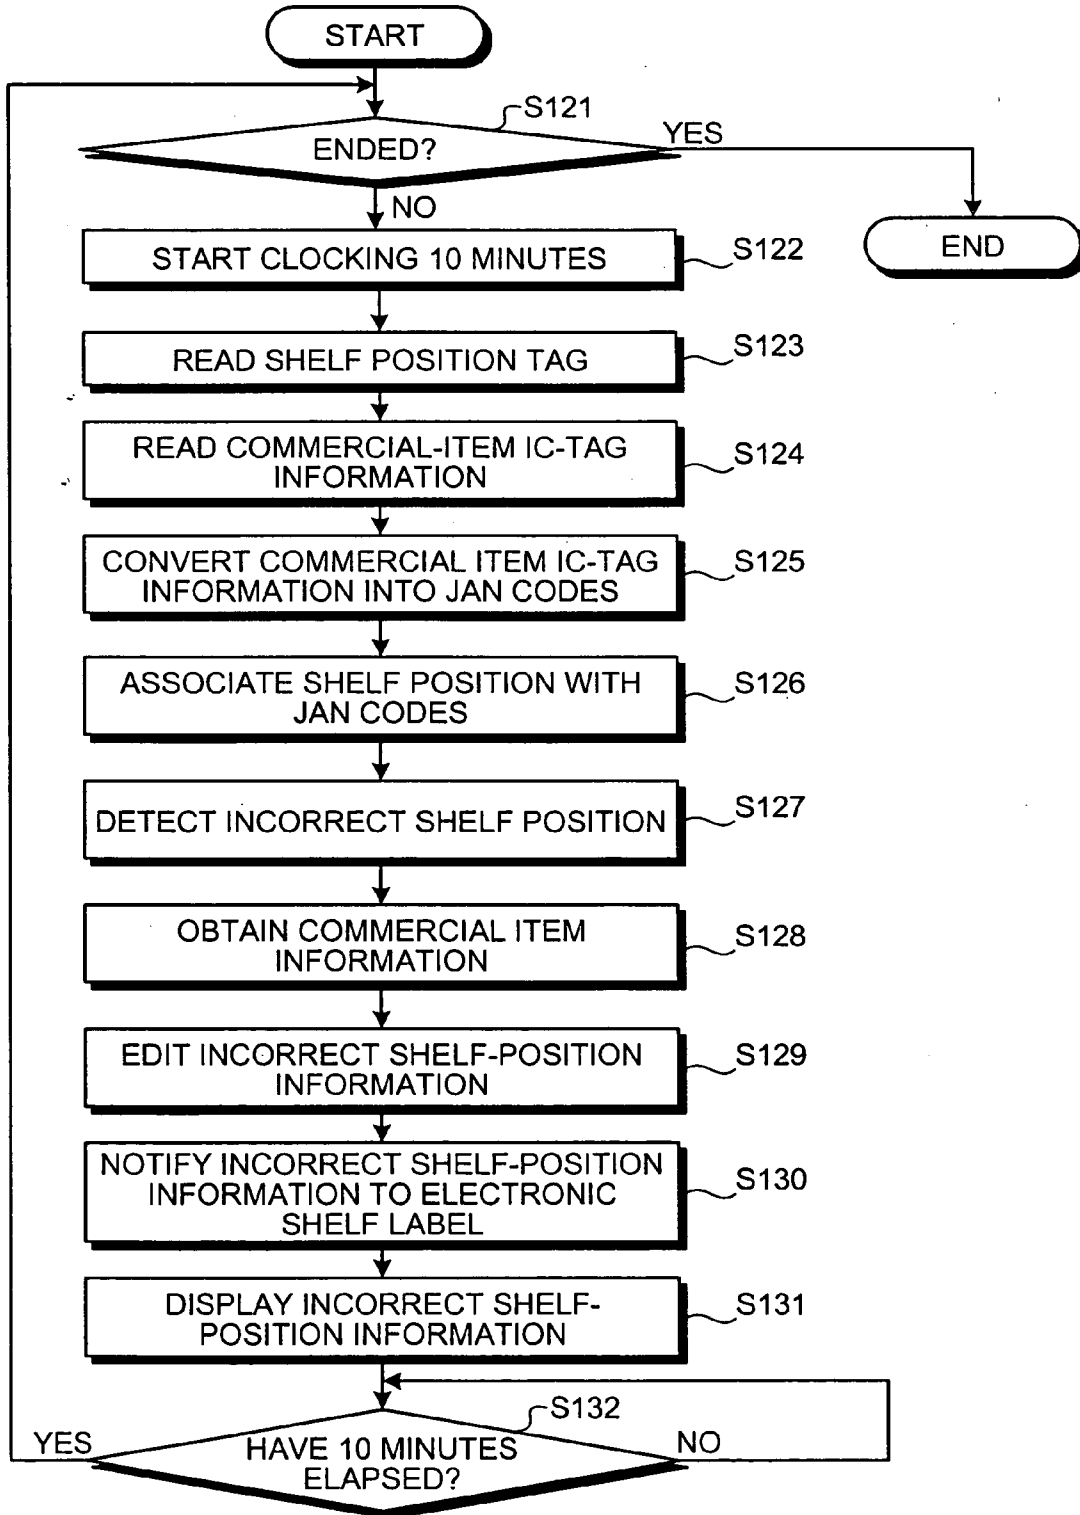 START
S121
ENDED?
YES
NO
END
START CLOCKING 10 MINUTES
S122
READ SHELF POSITION TAG
S123
READ COMMERCIAL-ITEM IC-TAG
INFORMATION
S124
CONVERT COMMERCIAL ITEM IC-TAG
INFORMATION INTO JAN CODES
S125
ASSOCIATE SHELF POSITION WITH
JAN CODES
S126
DETECT INCORRECT SHELF POSITION
S127
OBTAIN COMMERCIAL ITEM
INFORMATION
S128
EDIT INCORRECT SHELF-POSITION
INFORMATION
S129
NOTIFY INCORRECT SHELF-POSITION
INFORMATION TO ELECTRONIC
SHELF LABEL
S130
DISPLAY INCORRECT SHELF-
POSITION INFORMATION
S131
S132
YES
HAVE 10 MINUTES
ELAPSED?
NO